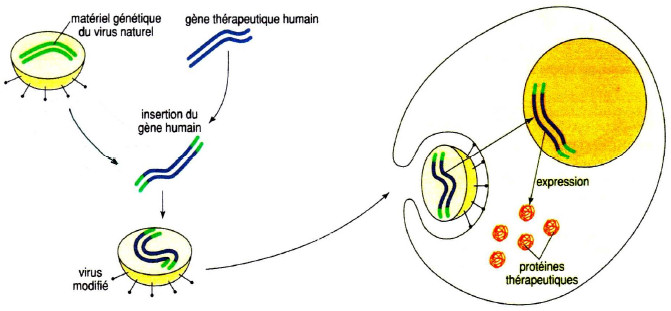 matériel génétique
du virus naturel
gène thérapeutique humain
insertion du
gène humain
virus
modifié
expression
protéines
thérapeutiques